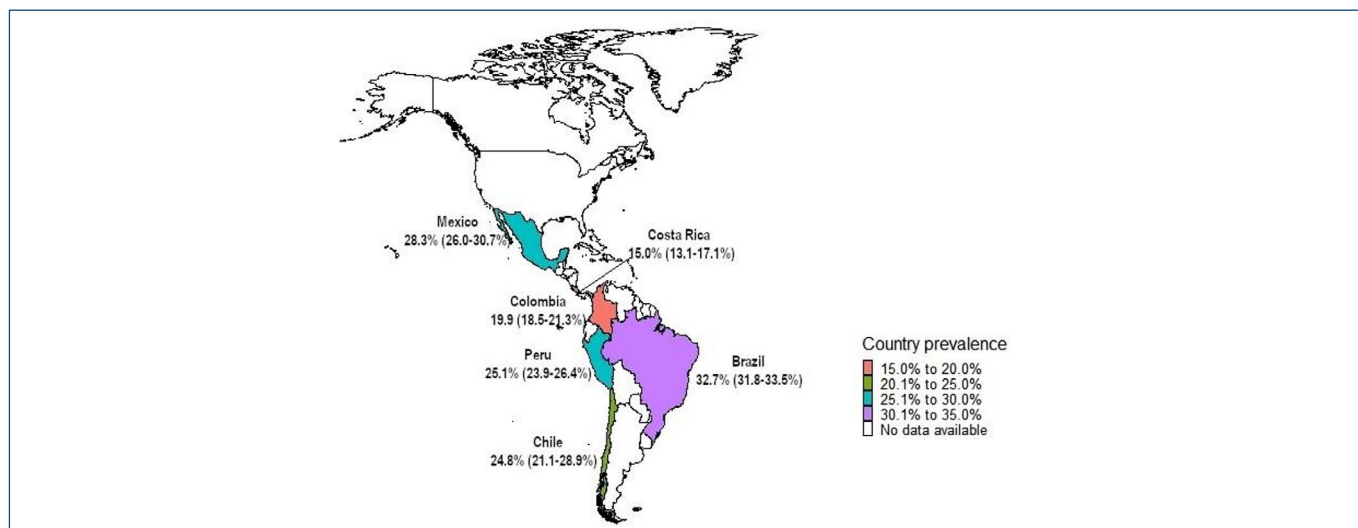 Mexico
28.3% (26.0-30.7%)
Costa Rica
15.0% (13.1-17.1%)
Colombia
19.9 (18.5-21.3%)
Peru
25.1% (23.9-26.4%)
Brazil
32.7% (31.8-33.5%)
Chile
24.8% (21.1-28.9%)
Country prevalence
15.0% to 20.0%
20.1% to 25.0%
25.1% to 30.0%
30.1% to 35.0%
No data available